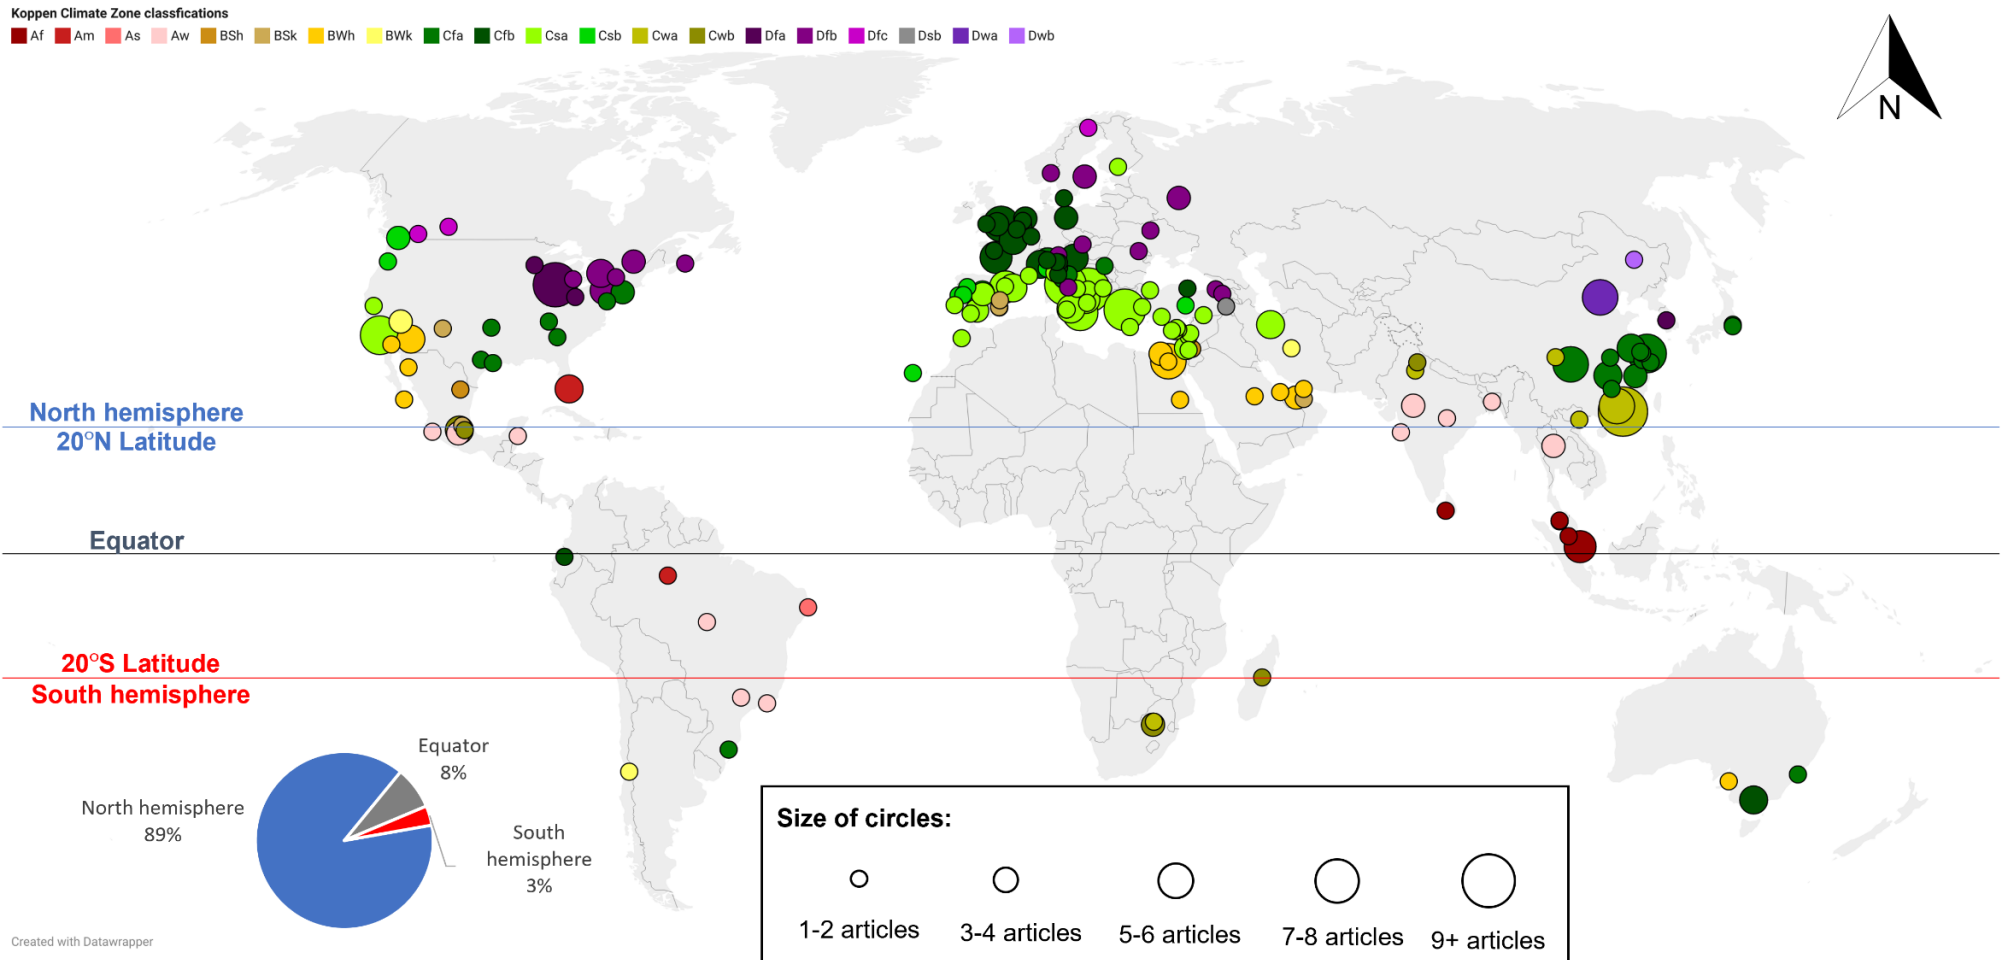 Koppen Climate Zone classfications
Af Am As Aw BSh BSk BWh BWk Cfa Cfb Csa Csb Cwa Cwb Dfa Dfb Dfc Dsb Dwa Dwb
N
North hemisphere
20°N Latitude
Equator
20°S Latitude
South hemisphere
Equator
8%
North hemisphere
89%
South
hemisphere
3%
Size of circles:
1-2 articles 3-4 articles 5-6 articles 7-8 articles 9+ articles
Created with Datawrapper